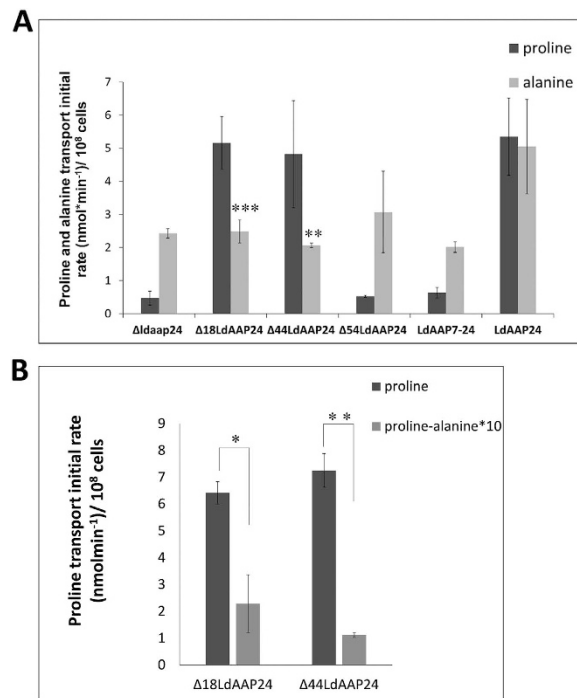 A
proline
alanine
Proline and alanine transport initial
rate (nmol*min⁻¹)/ 10⁸ cells
7
6
5
4
3
2
1
0
***
**
Δldaap24
Δ18LdAAP24
Δ44LdAAP24
Δ54LdAAP24
LdAAP7-24
LdAAP24
B
proline
proline-alanine*10
Proline transport initial rate
(nmolmin⁻¹)/ 10⁸ cells
9
8
7
6
5
4
3
2
1
0
*
**
Δ18LdAAP24
Δ44LdAAP24